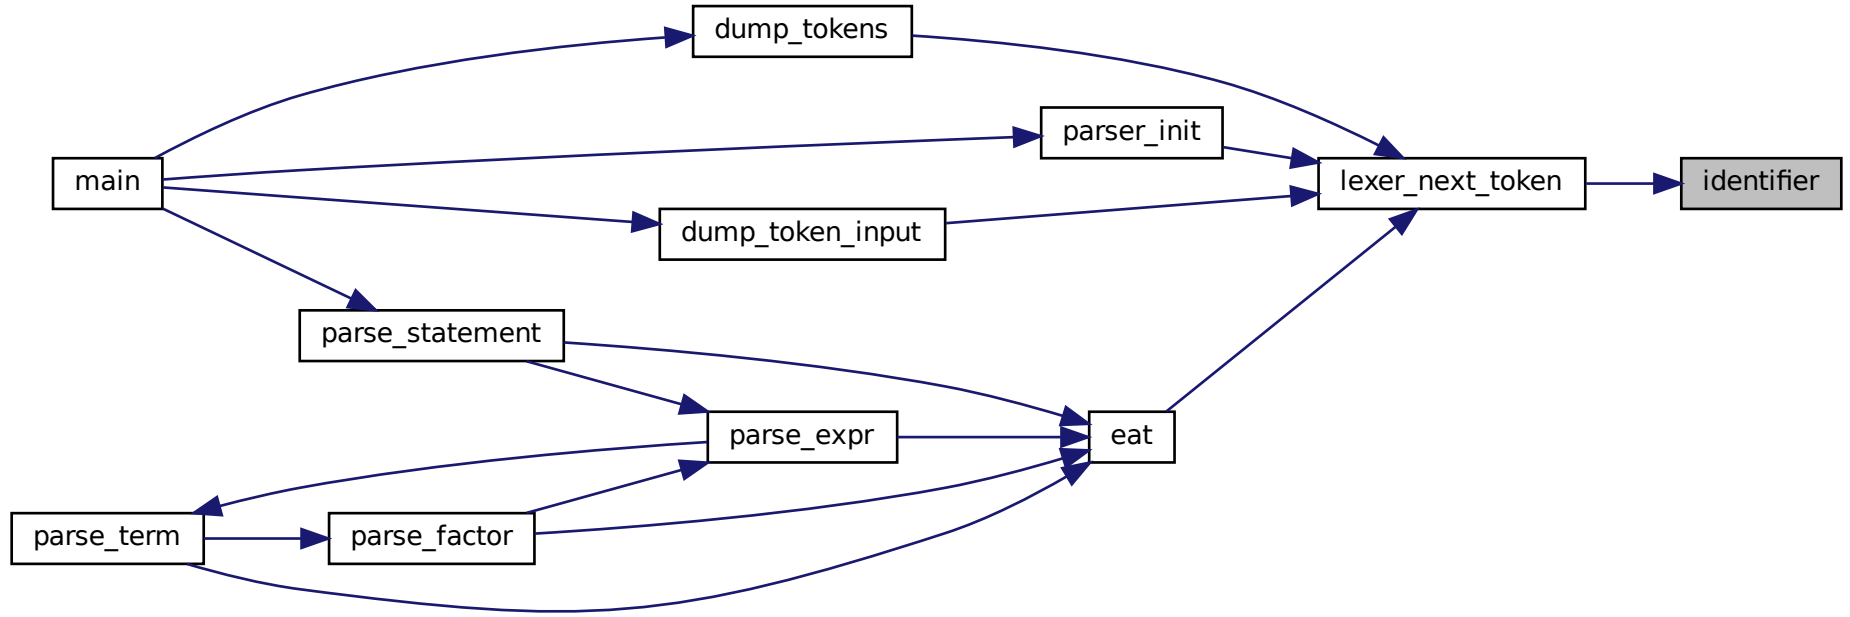 dump_tokens
parser_init
main
lexer_next_token
identifier
dump_token_input
parse_statement
parse_expr
eat
parse_term
parse_factor